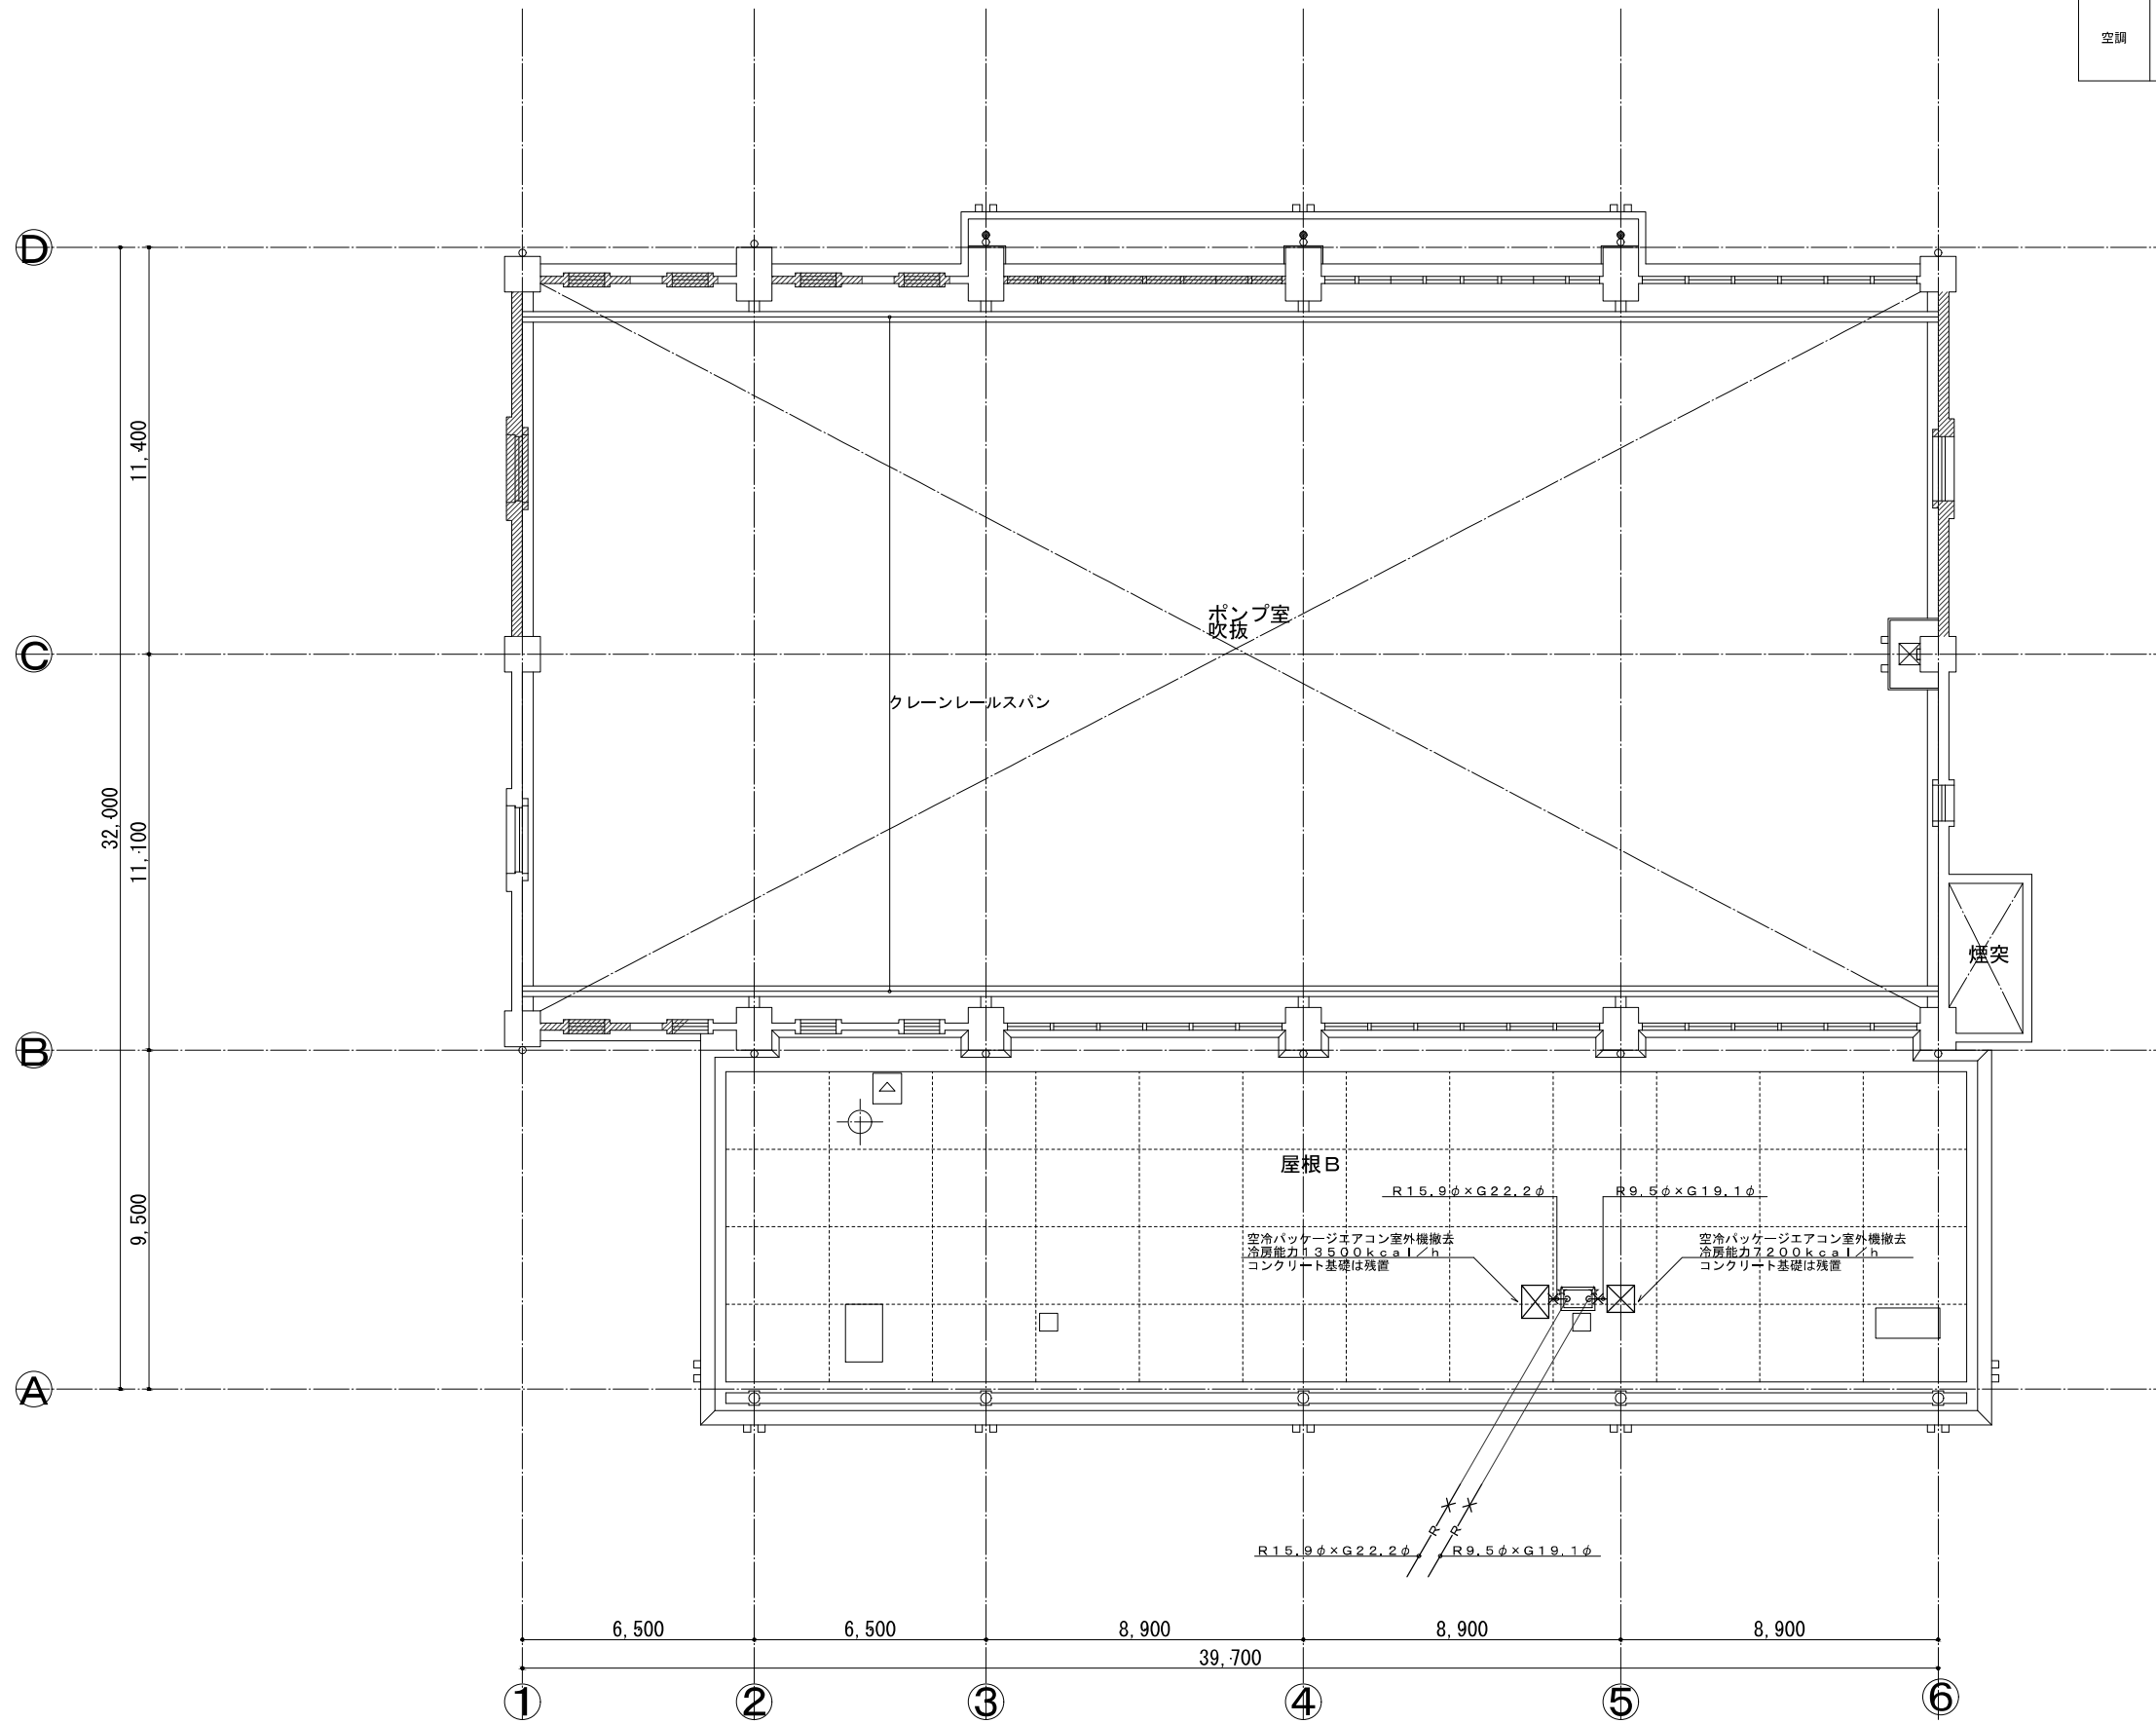 空調
D
11,400
ポンプ室
吹抜
C
クレーンレールスパン
32,000
11,100
煙突
B
屋根B
R15.9φ×G22.2φ
R9.5φ×G19.1φ
9,500
空冷パッケージエアコン室外機撤去
冷房能力13500kcal/h
コンクリート基礎は残置
空冷パッケージエアコン室外機撤去
冷房能力7200kcal/h
コンクリート基礎は残置
A
R
R
R15.9φ×G22.2φ
R9.5φ×G19.1φ
6,500
6,500
8,900
8,900
8,900
39,700
1
2
3
4
5
6